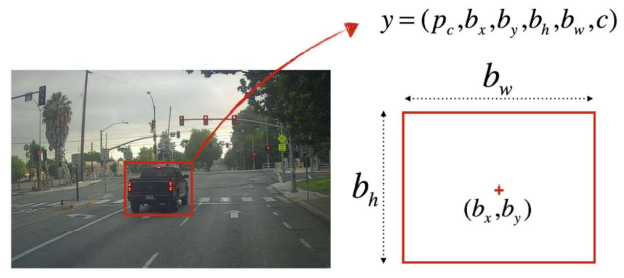 y = (p_c, b_x, b_y, b_h, b_w, c)
b_w
b_h
(b_x, b_y)